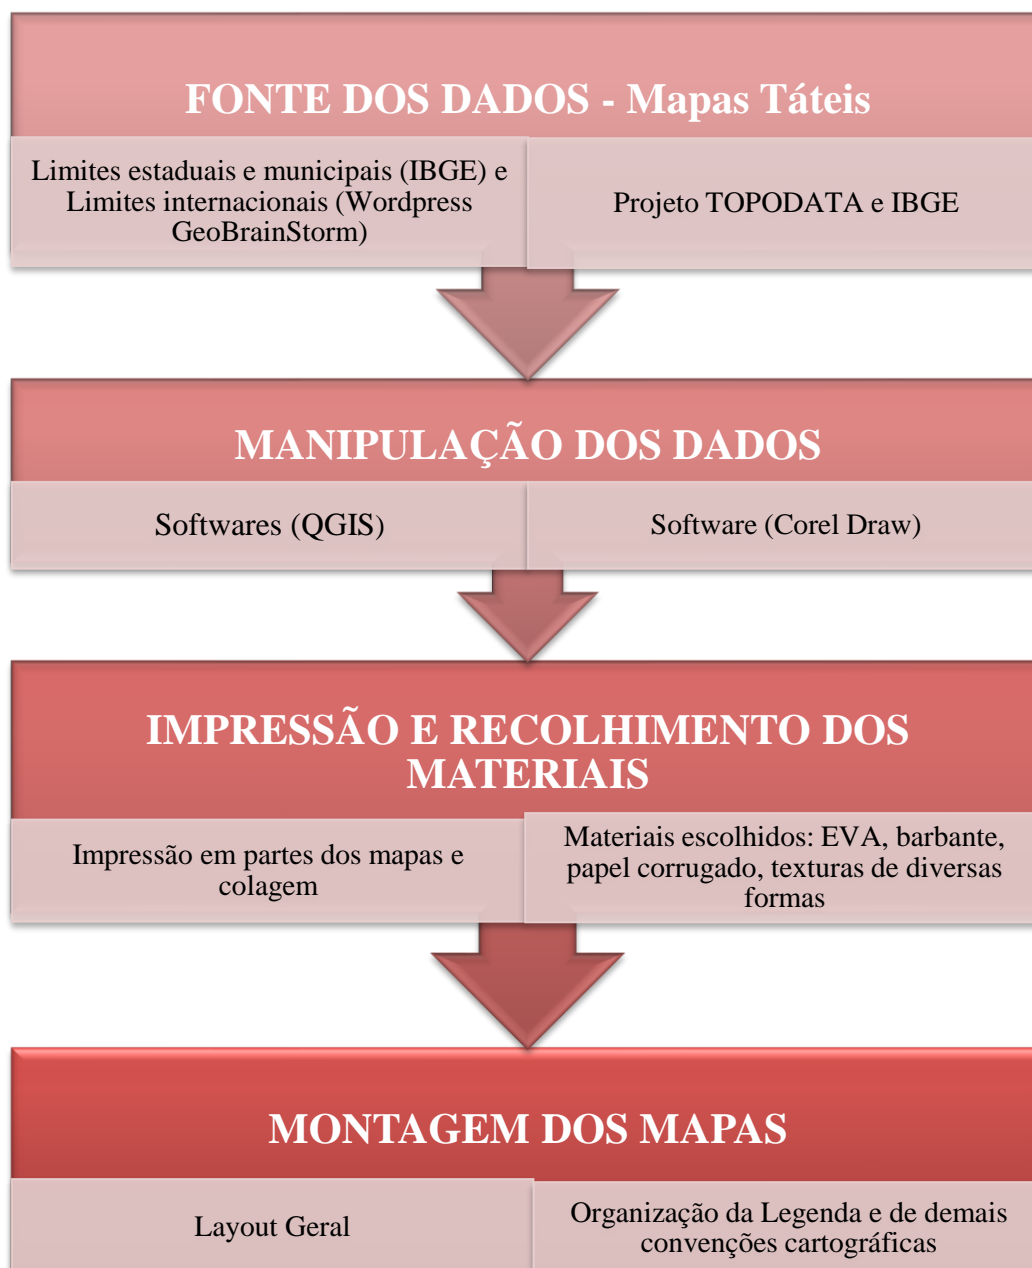 FONTE DOS DADOS - Mapas Táteis
Limites estaduais e municipais (IBGE) e
Limites internacionais (Wordpress
GeoBrainStorm)
Projeto TOPODATA e IBGE
MANIPULAÇÃO DOS DADOS
Softwares (QGIS)
Software (Corel Draw)
IMPRESSÃO E RECOLHIMENTO DOS
MATERIAIS
Impressão em partes dos mapas e
colagem
Materiais escolhidos: EVA, barbante,
papel corrugado, texturas de diversas
formas
MONTAGEM DOS MAPAS
Layout Geral
Organização da Legenda e de demais
convenções cartográficas